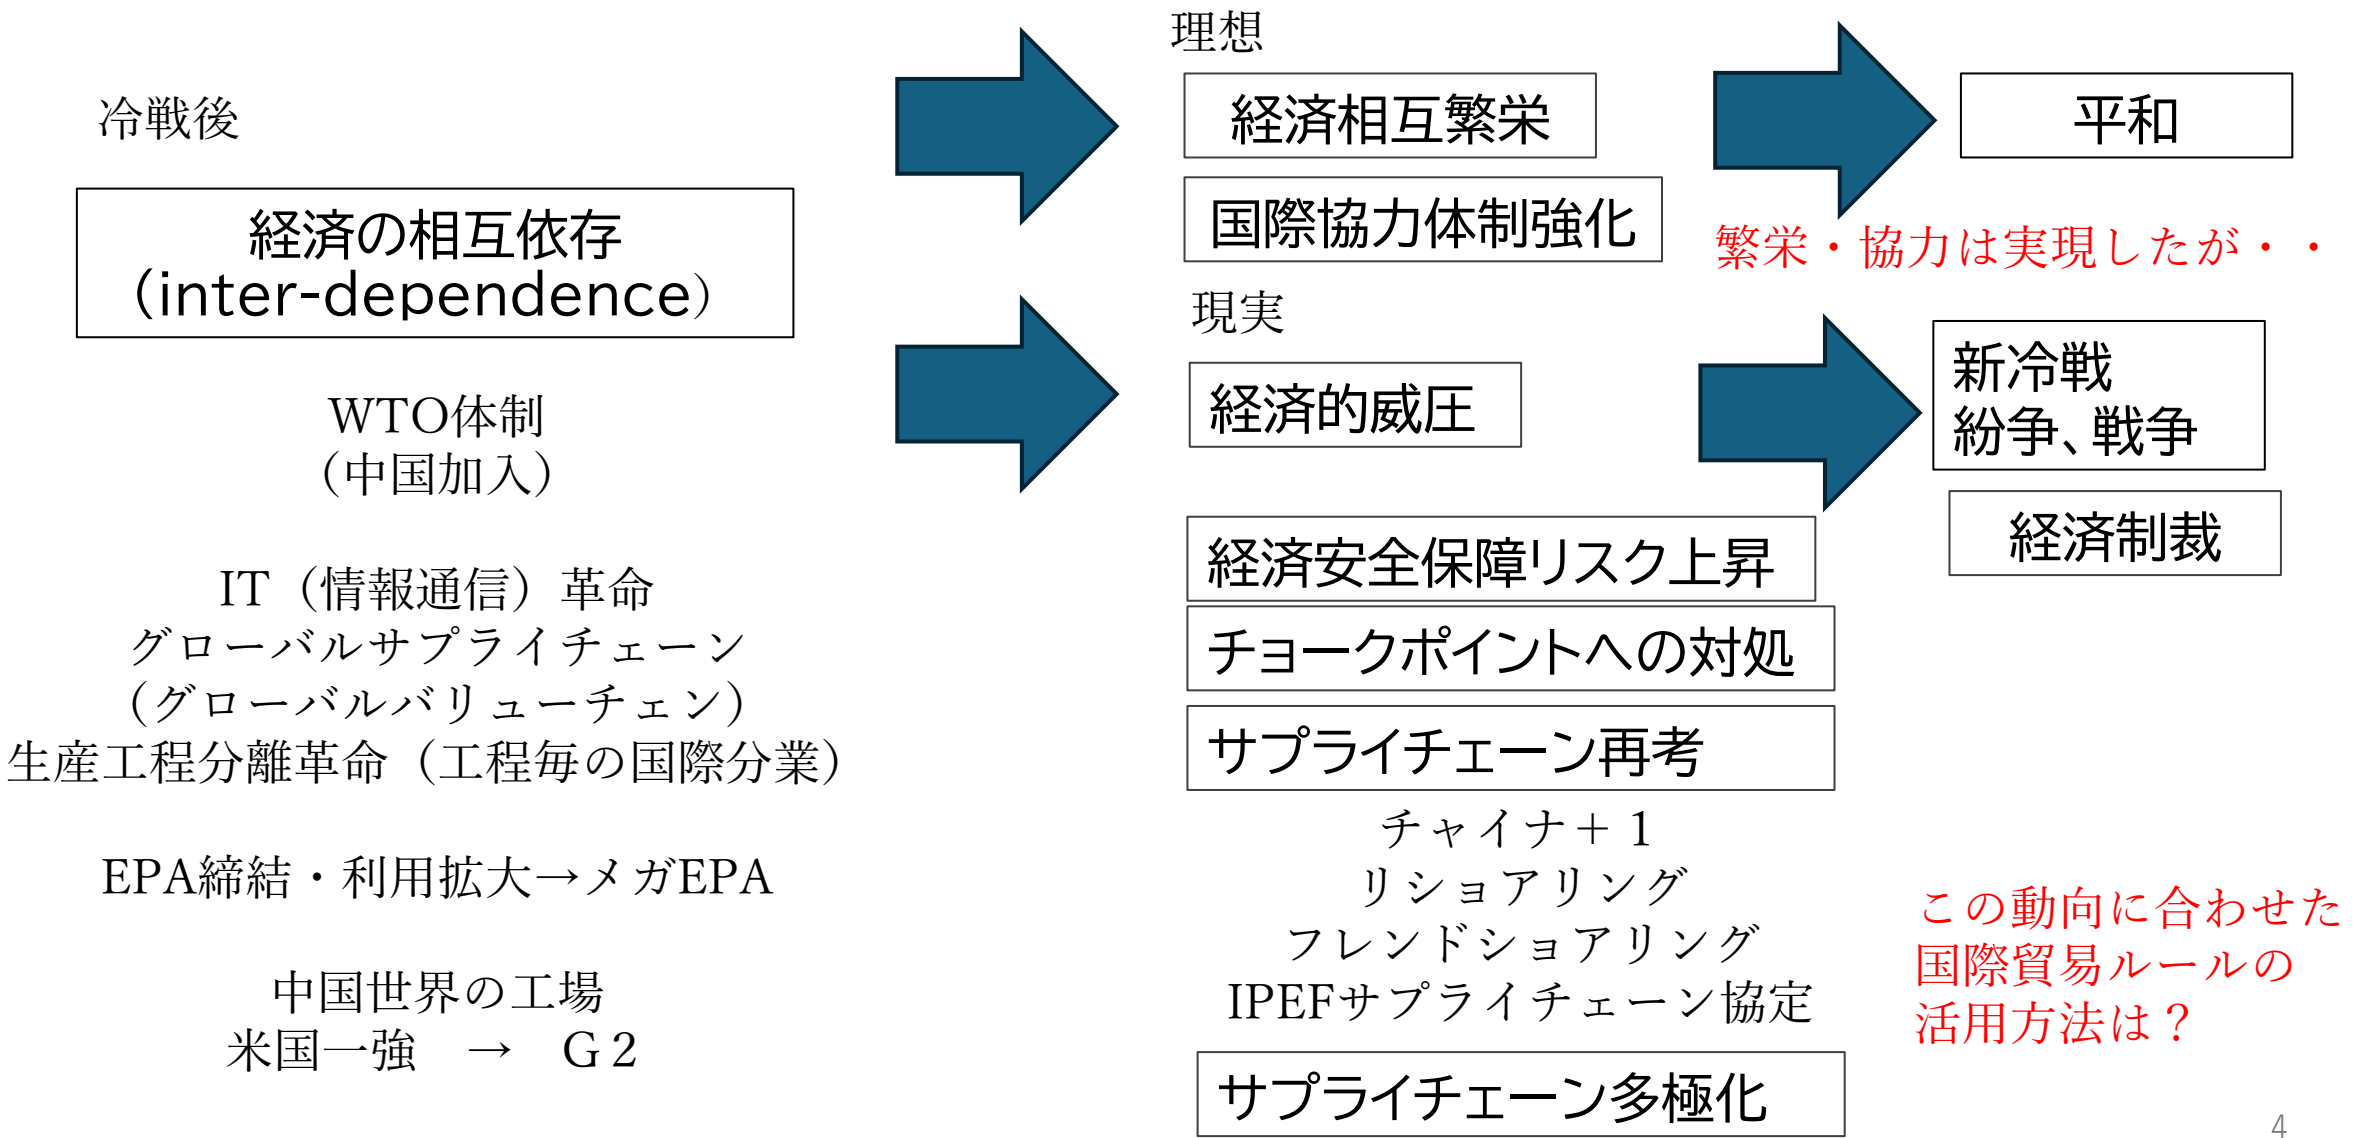 冷戦後
経済の相互依存
（inter-dependence）
WTO体制
（中国加入）
IT（情報通信）革命
グローバルサプライチェーン
（グローバルバリューチェン）
生産工程分離革命（工程毎の国際分業）
EPA締結・利用拡大→メガEPA
中国世界の工場
米国一強　→　Ｇ２
理想
経済相互繁栄
国際協力体制強化
平和
繁栄・協力は実現したが・・
現実
経済的威圧
新冷戦
紛争、戦争
経済制裁
経済安全保障リスク上昇
チョークポイントへの対処
サプライチェーン再考
チャイナ＋１
リショアリング
フレンドショアリング
IPEFサプライチェーン協定
サプライチェーン多極化
この動向に合わせた
国際貿易ルールの
活用方法は？
4